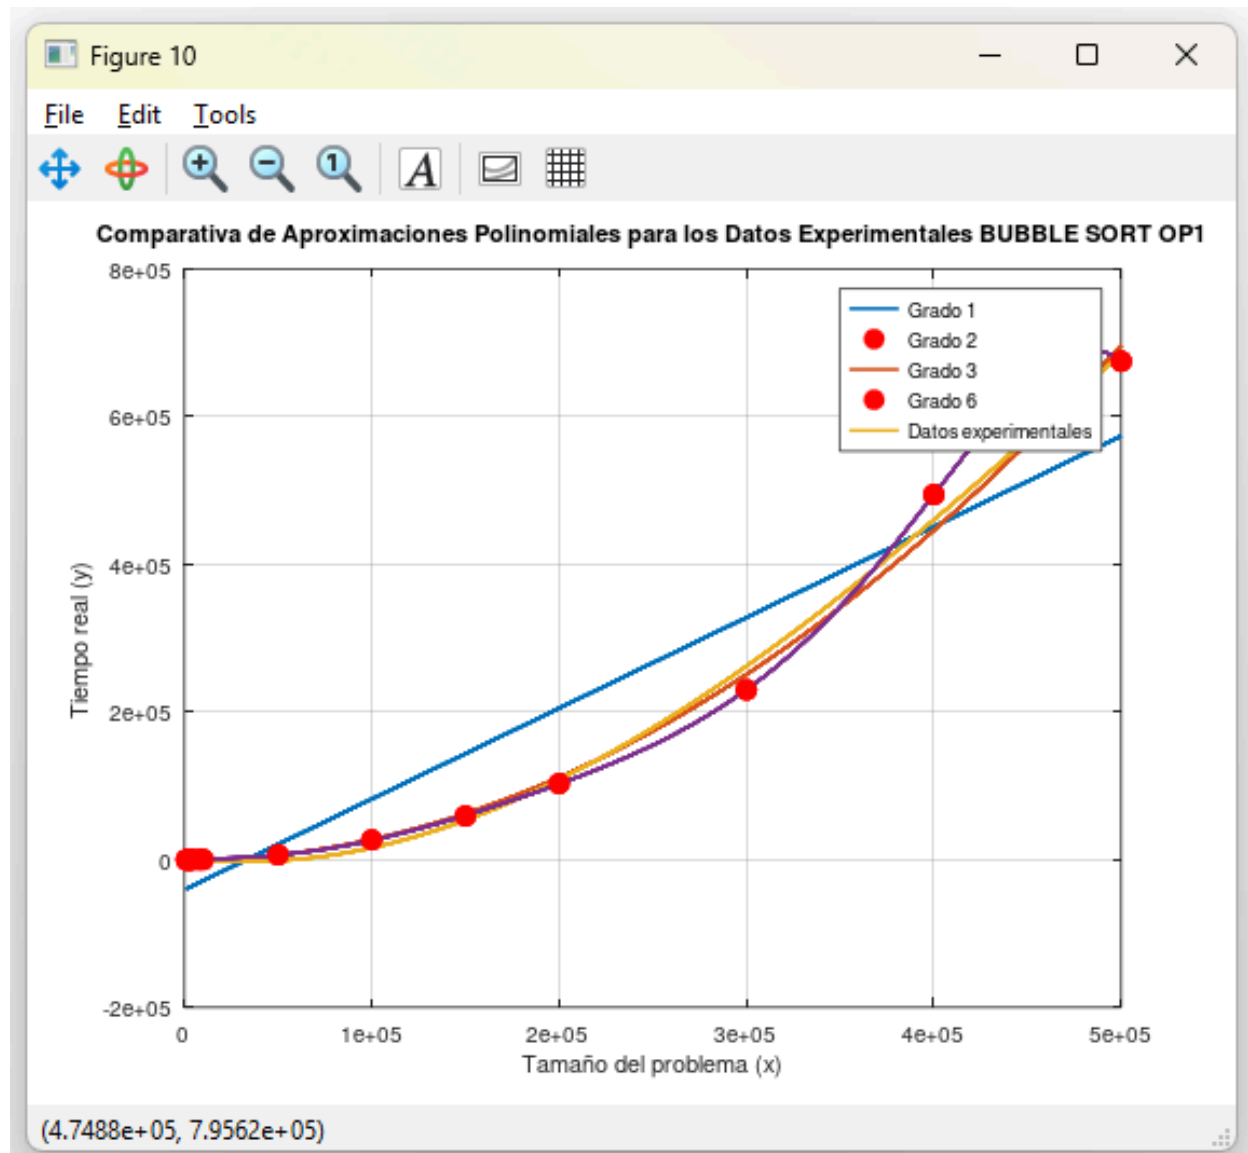 Figure 10
File Edit Tools
A
Comparativa de Aproximaciones Polinomiales para los Datos Experimentales BUBBLE SORT OP1
8e+05
6e+05
4e+05
2e+05
0
-2e+05
Tiempo real (y)
Grado 1
Grado 2
Grado 3
Grado 6
Datos experimentales
0 1e+05 2e+05 3e+05 4e+05 5e+05
Tamaño del problema (x)
(4.7488e+05, 7.9562e+05)